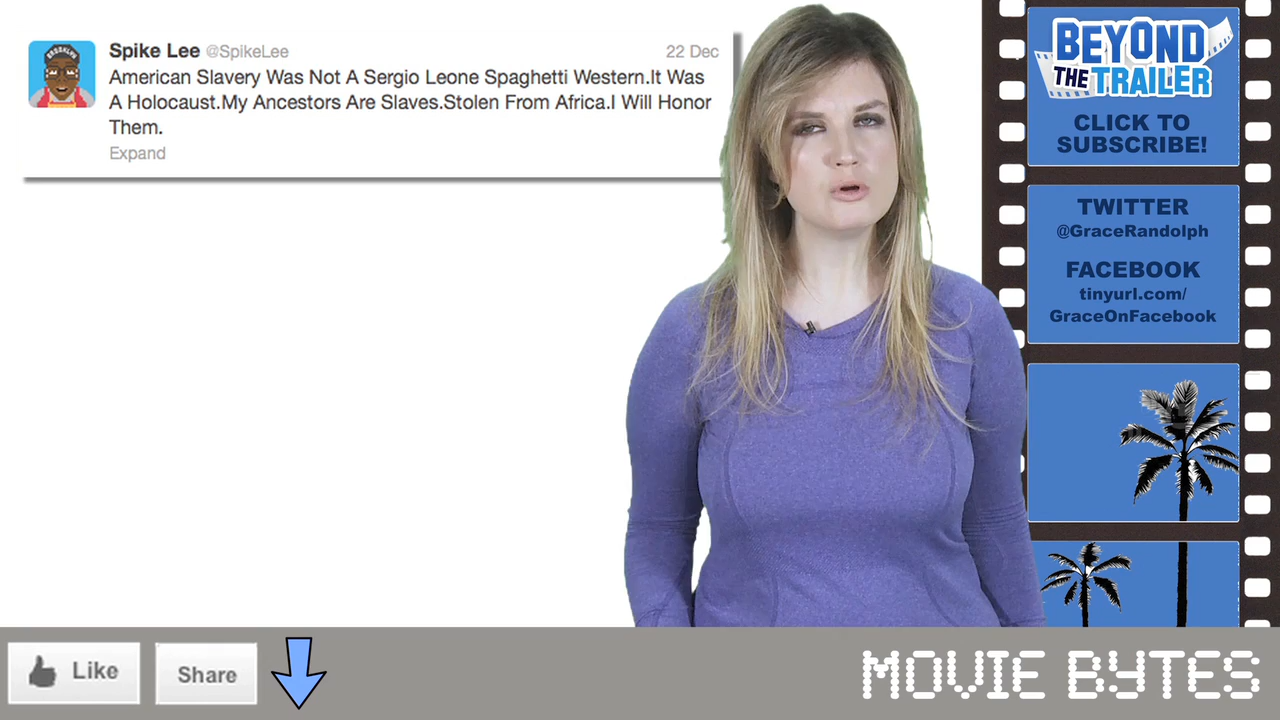 Spike Lee @SpikeLee 22 Dec
American Slavery Was Not A Sergio Leone Spaghetti Western.It Was
A Holocaust.My Ancestors Are Slaves.Stolen From Africa.I Will Honor
Them.
Expand
BEYOND
THE TRAILER
CLICK TO
SUBSCRIBE!
TWITTER
@GraceRandolph
FACEBOOK
tinyurl.com/
GraceOnFacebook
Like
Share
MOVIE BYTES
BROOKLYN